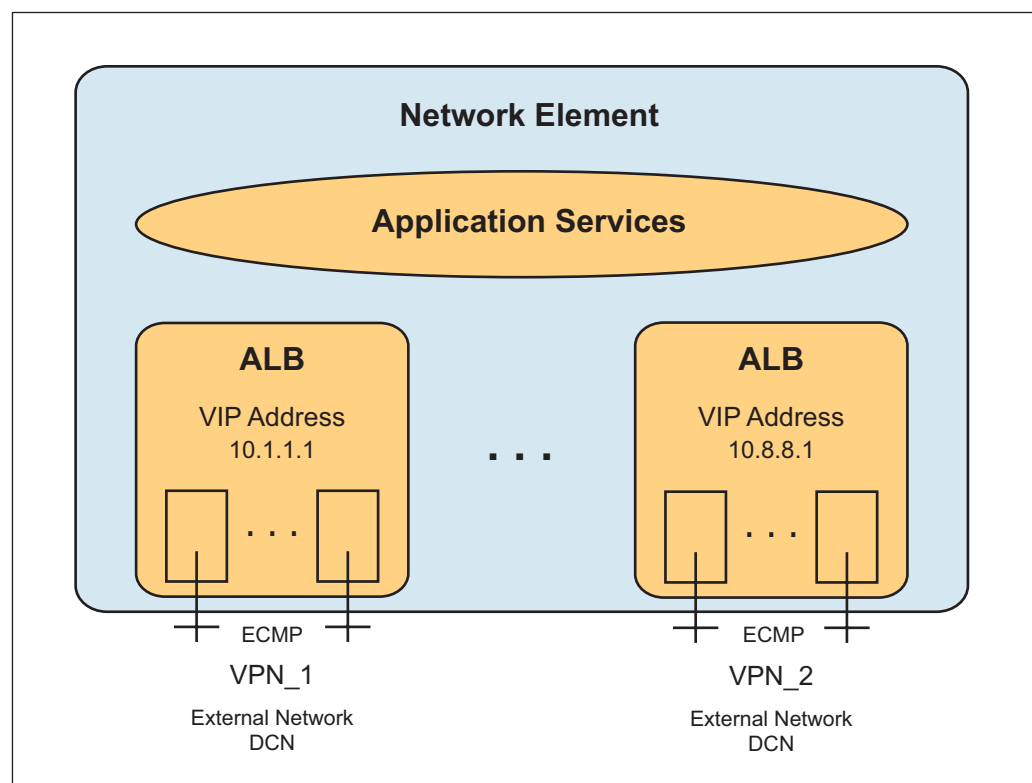 Network Element
Application Services
ALB
VIP Address
10.1.1.1
. . .
. . .
ALB
VIP Address
10.8.8.1
. . .
ECMP
VPN_1
External Network
DCN
ECMP
VPN_2
External Network
DCN